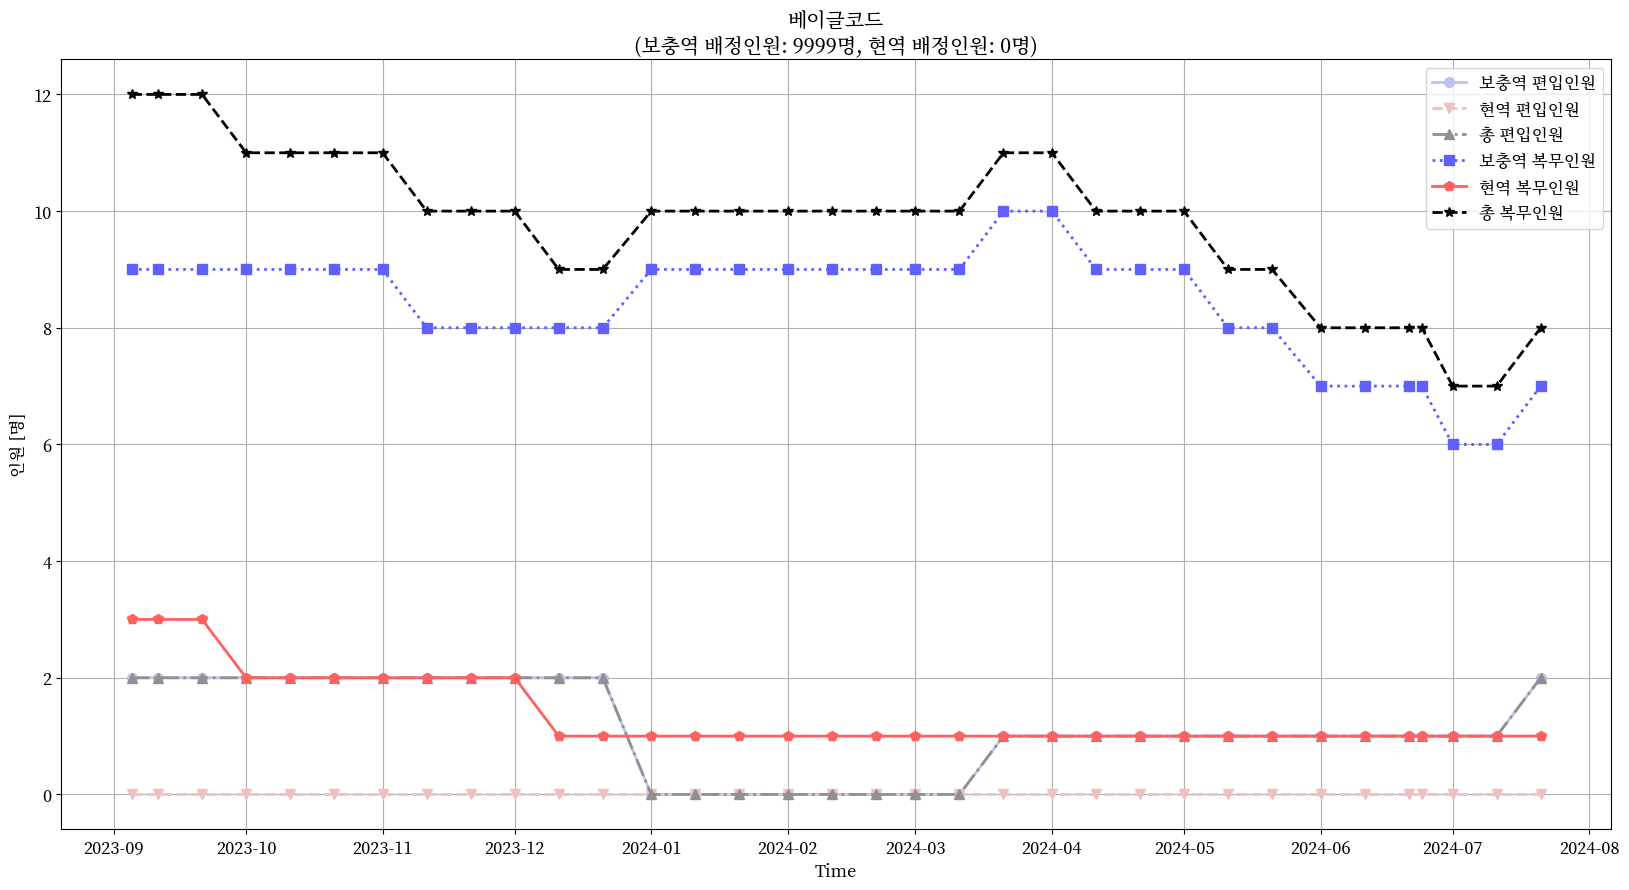 베이글코드
(보충역 배정인원: 9999명, 현역 배정인원: 0명)
보충역 편입인원
현역 편입인원
총 편입인원
보충역 복무인원
현역 복무인원
총 복무인원
12
10
8
6
4
2
0
인원 [명]
2023-09
2023-10
2023-11
2023-12
2024-01
2024-02
2024-03
2024-04
2024-05
2024-06
2024-07
2024-08
Time